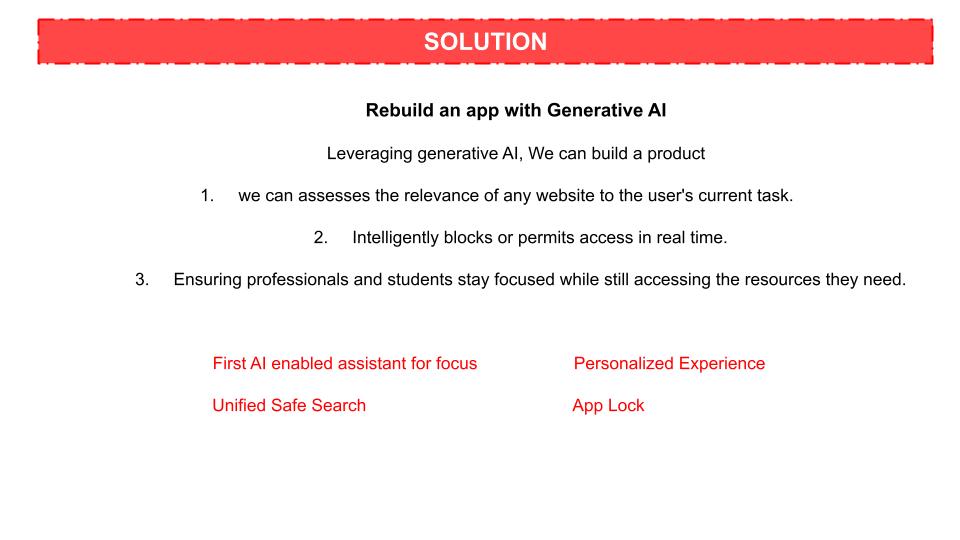 SOLUTION
Rebuild an app with Generative AI
Leveraging generative AI, We can build a product
1. we can assesses the relevance of any website to the user's current task.
2. Intelligently blocks or permits access in real time.
3. Ensuring professionals and students stay focused while still accessing the resources they need.
First AI enabled assistant for focus Personalized Experience
Unified Safe Search App Lock